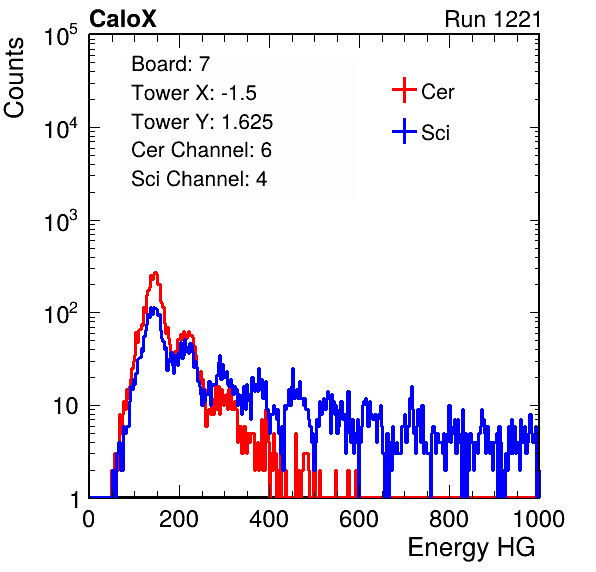 CaloX Run 1221
Counts
10^5
10^4
10^3
10^2
10
1
Board: 7
Tower X: -1.5
Tower Y: 1.625
Cer Channel: 6
Sci Channel: 4
Cer
Sci
0 200 400 600 800 1000
Energy HG